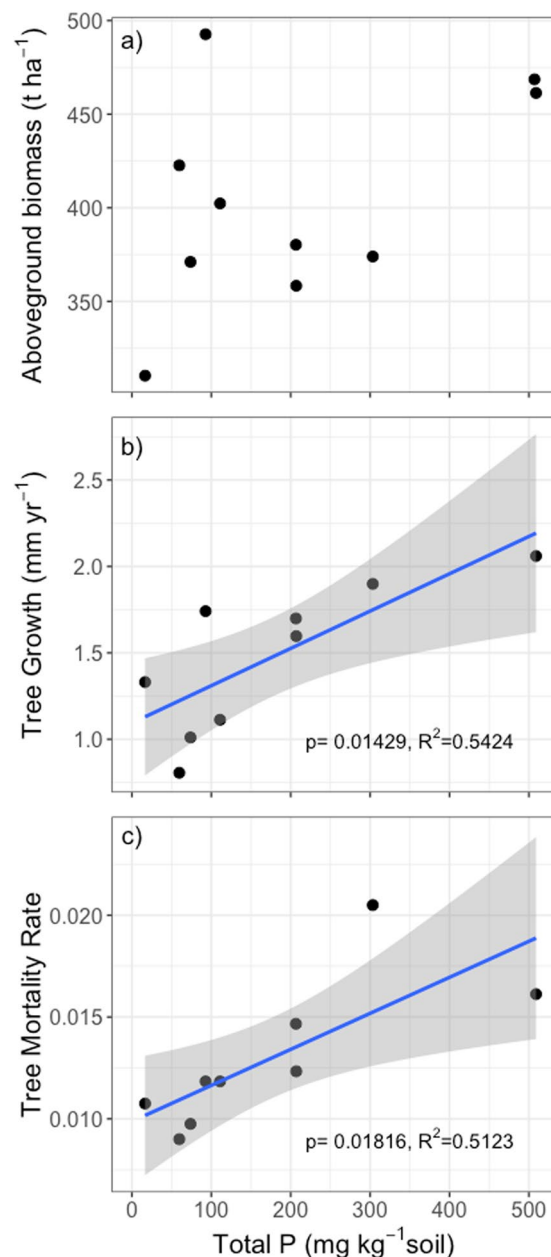 a)
Aboveground biomass (t ha⁻¹)
500
450
400
350
b)
Tree Growth (mm yr⁻¹)
2.5
2.0
1.5
1.0
p= 0.01429, R²=0.5424
c)
Tree Mortality Rate
0.020
0.015
0.010
p= 0.01816, R²=0.5123
0 100 200 300 400 500
Total P (mg kg⁻¹soil)